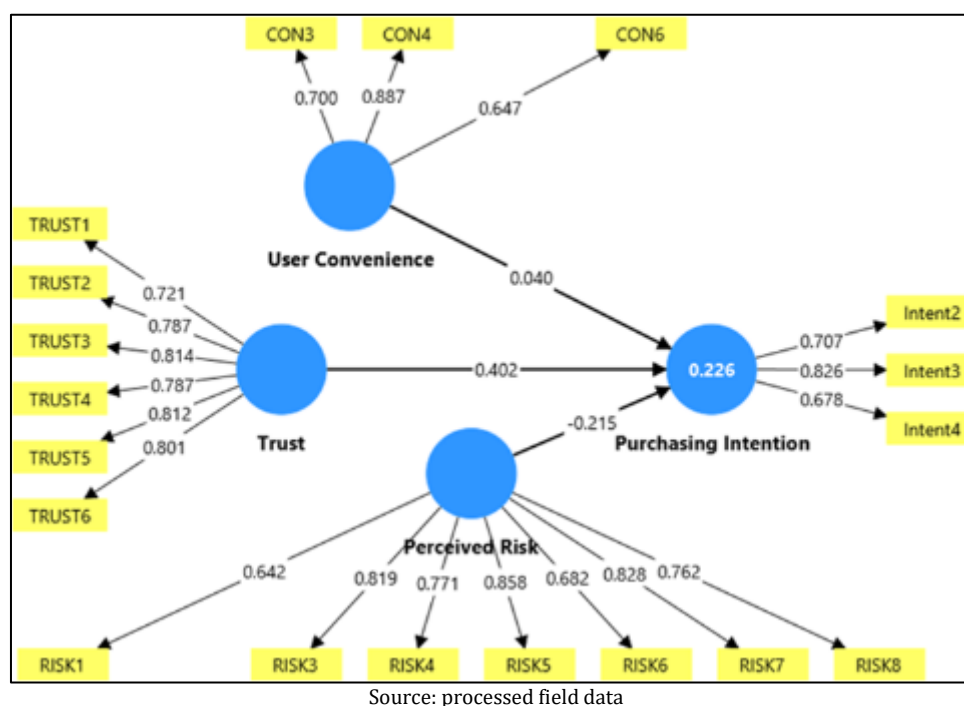 CON3
CON4
CON6
0.700
0.887
0.647
User Convenience
0.040
TRUST1
TRUST2
TRUST3
TRUST4
TRUST5
TRUST6
0.721
0.787
0.814
0.787
0.812
0.801
Trust
0.402
0.226
Purchasing Intention
0.707
0.826
0.678
Intent2
Intent3
Intent4
-0.215
Perceived Risk
0.642
0.819
0.771
0.858
0.682
0.828
0.762
RISK1
RISK3
RISK4
RISK5
RISK6
RISK7
RISK8
Source: processed field data